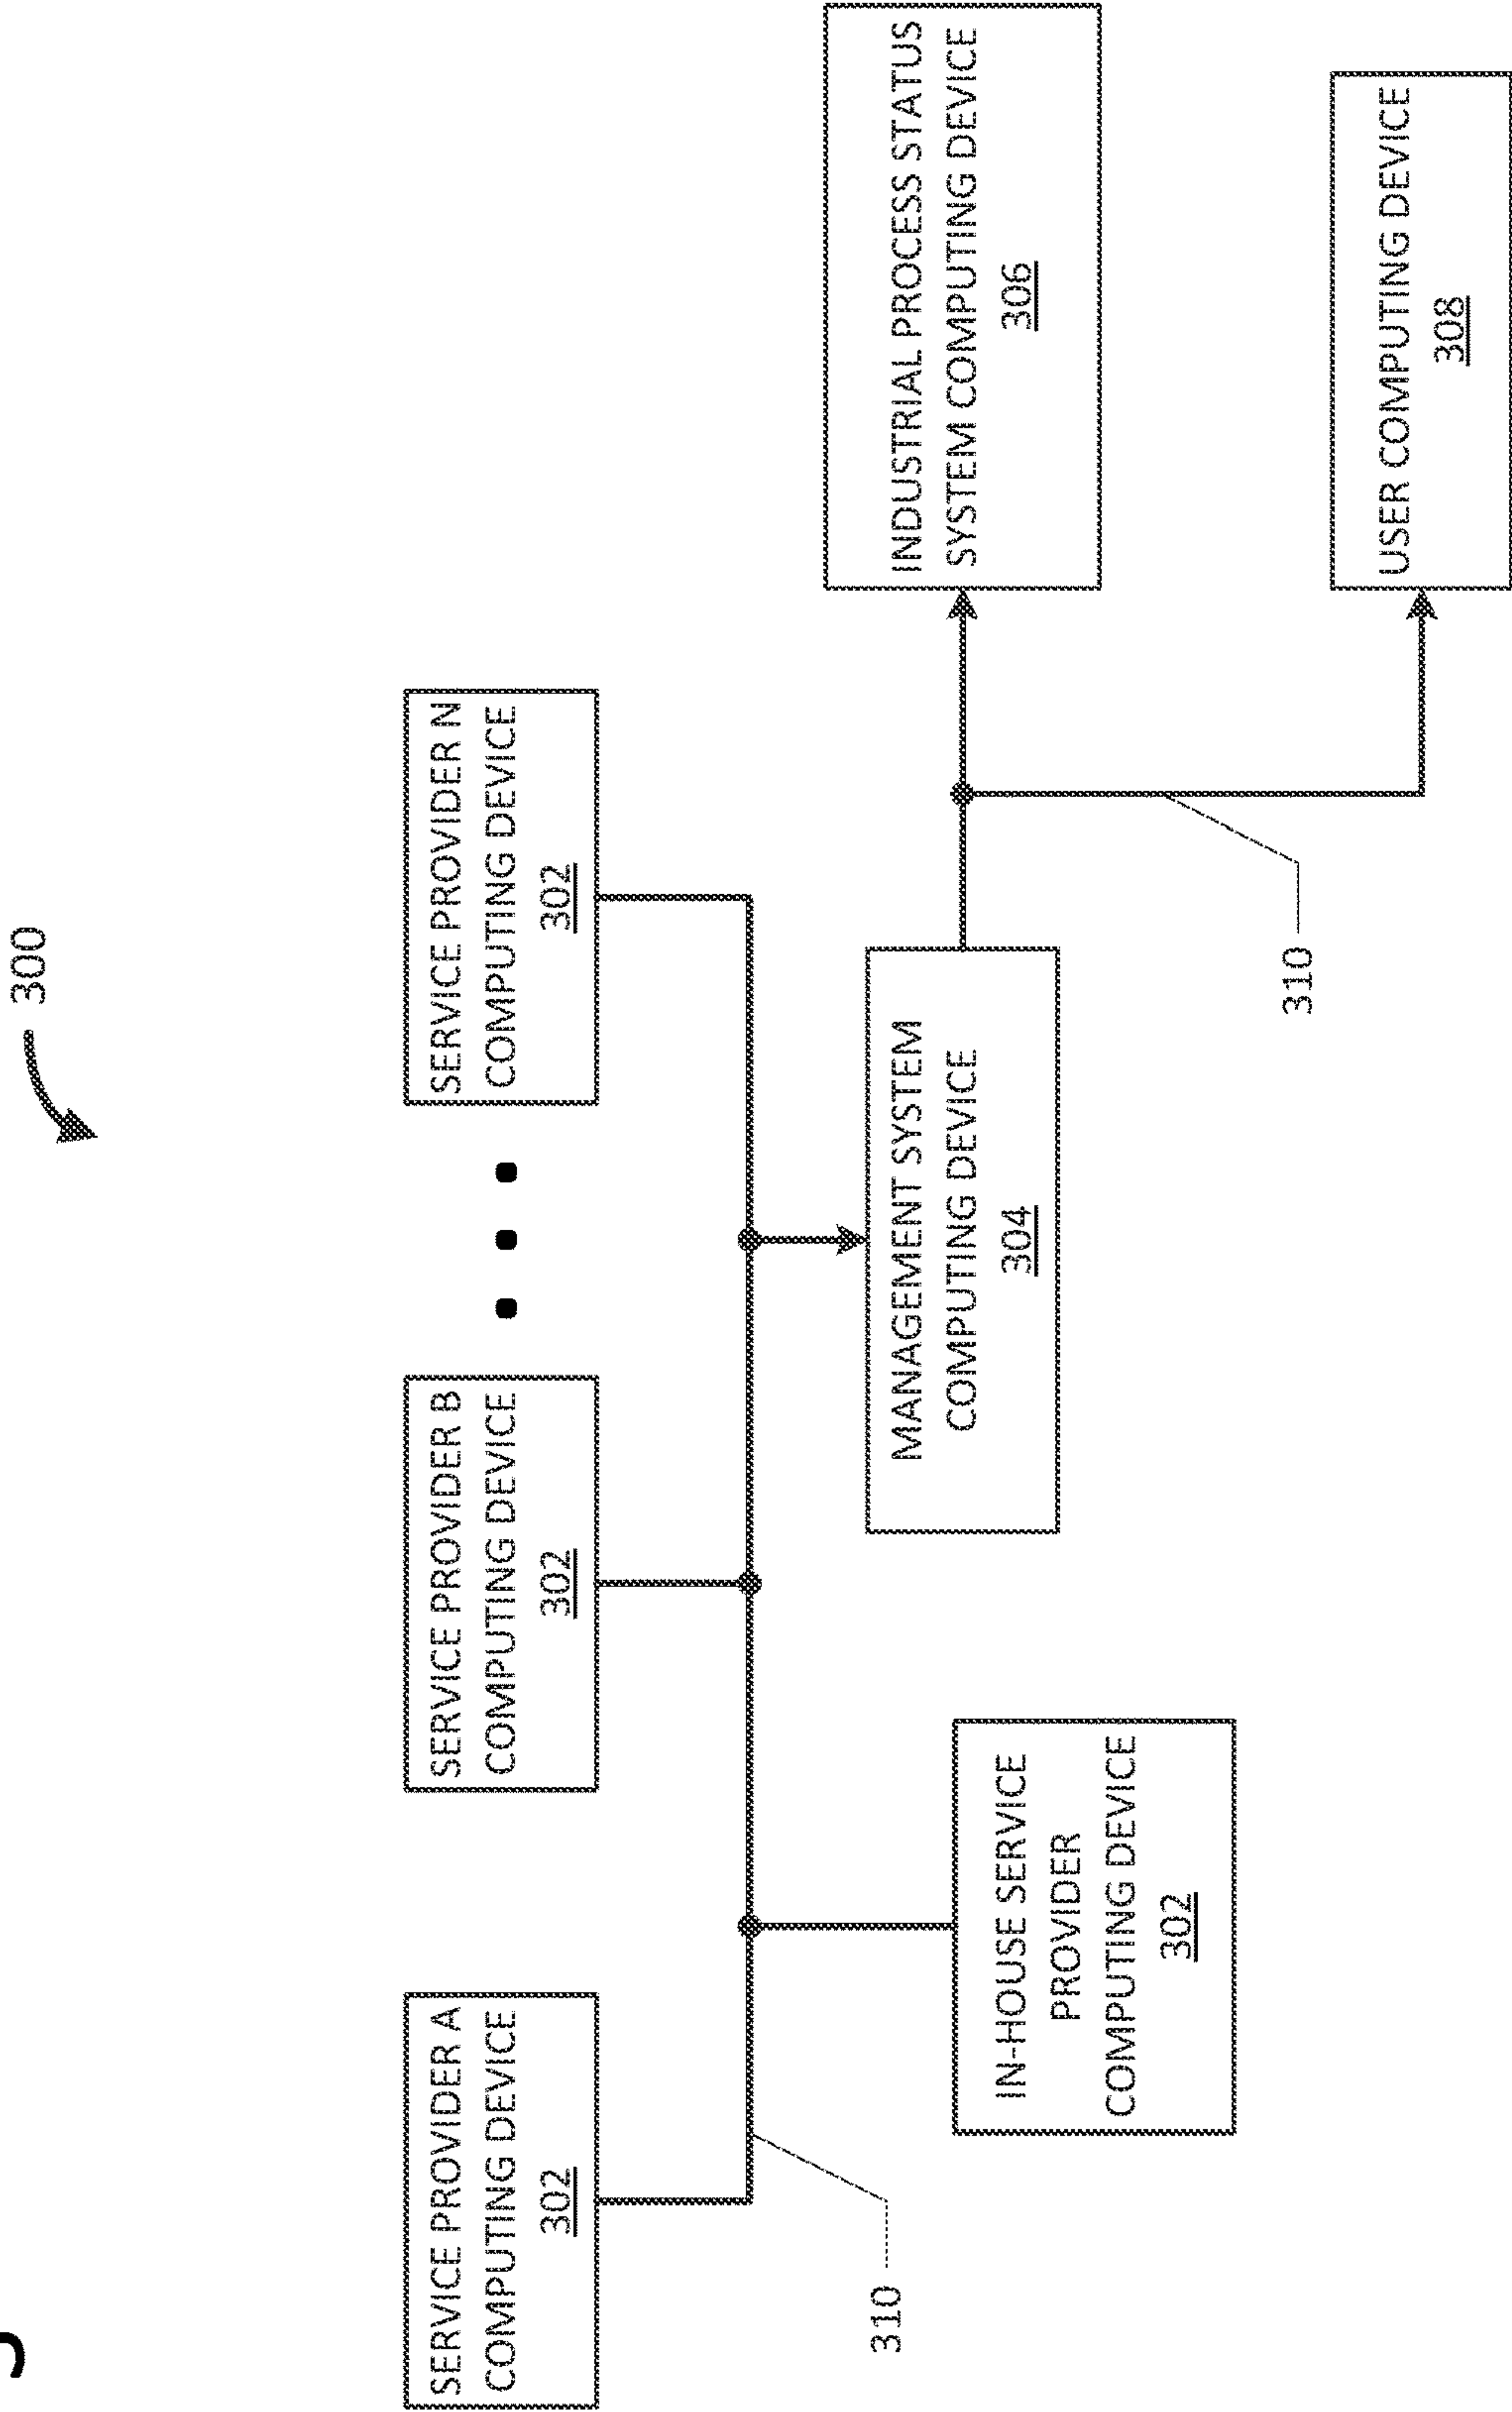 300
SERVICE PROVIDER A
COMPUTING DEVICE
302
SERVICE PROVIDER B
COMPUTING DEVICE
302
SERVICE PROVIDER N
COMPUTING DEVICE
302
310
IN-HOUSE SERVICE
PROVIDER
COMPUTING DEVICE
302
MANAGEMENT SYSTEM
COMPUTING DEVICE
304
INDUSTRIAL PROCESS STATUS
SYSTEM COMPUTING DEVICE
306
310
USER COMPUTING DEVICE
308